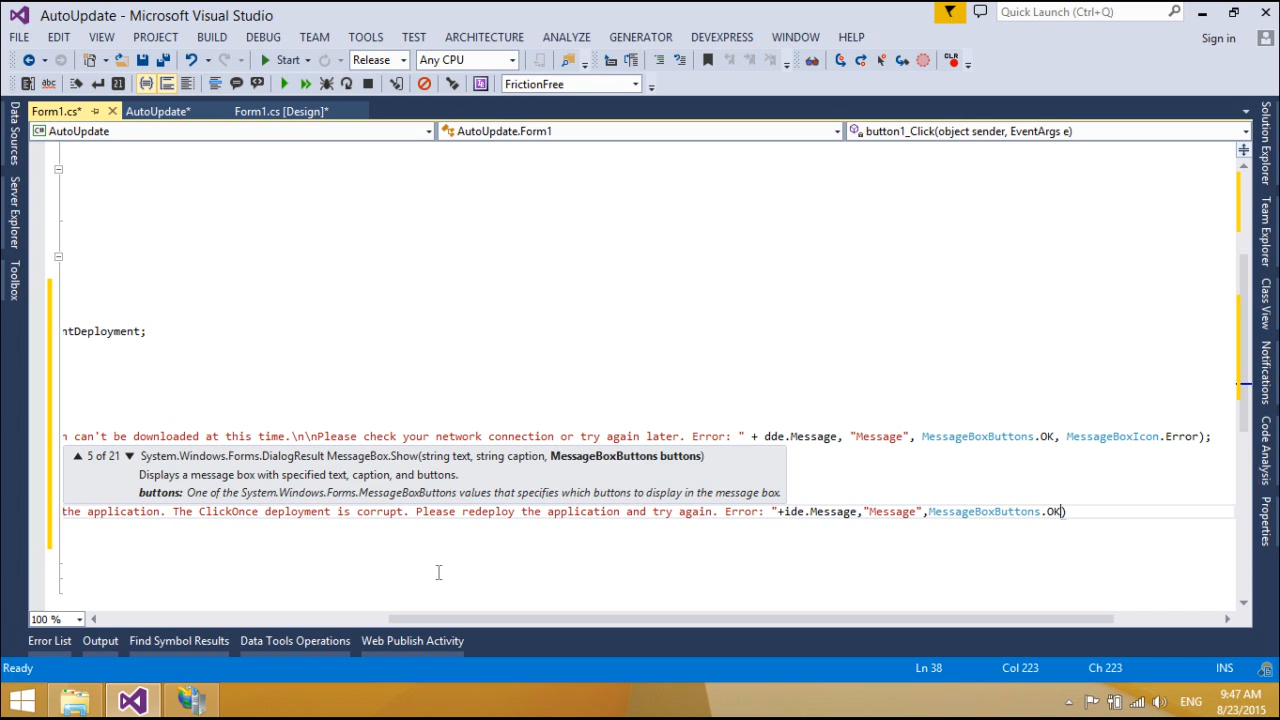 AutoUpdate - Microsoft Visual Studio
Quick Launch (Ctrl+Q)
FILE EDIT VIEW PROJECT BUILD DEBUG TEAM TOOLS TEST ARCHITECTURE ANALYZE GENERATOR DEVEXPRESS WINDOW HELP
Sign in
Start Release Any CPU CLR
abc 21 FrictionFree
Form1.cs* AutoUpdate* Form1.cs [Design]*
AutoUpdate AutoUpdate.Form1 button1_Click(object sender, EventArgs e)
Data Sources
Server Explorer
Toolbox
ntDeployment;
n can't be downloaded at this time.\n\nPlease check your network connection or try again later. Error: " + dde.Message, "Message", MessageBoxButtons.OK, MessageBoxIcon.Error);
5 of 21 System.Windows.Forms.DialogResult MessageBox.Show(string text, string caption, MessageBoxButtons buttons)
Displays a message box with specified text, caption, and buttons.
buttons: One of the System.Windows.Forms.MessageBoxButtons values that specifies which buttons to display in the message box.
the application. The ClickOnce deployment is corrupt. Please redeploy the application and try again. Error: "+ide.Message,"Message",MessageBoxButtons.OK)
Solution Explorer
Team Explorer
Class View
Notifications
Code Analysis
Properties
100 %
Error List Output Find Symbol Results Data Tools Operations Web Publish Activity
Ready Ln 38 Col 223 Ch 223 INS
ENG
9:47 AM
8/23/2015